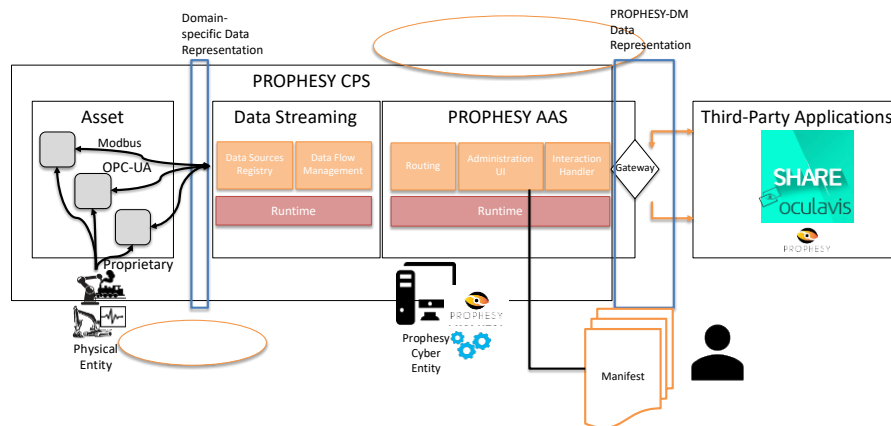 Domain-
specific Data
Representation
PROPHESY-DM
Data
Representation
PROPHESY CPS
Asset
Data Streaming
PROPHESY AAS
Third-Party Applications
Modbus
OPC-UA
Proprietary
Data Sources
Registry
Data Flow
Management
Runtime
Routing
Administration
UI
Interaction
Handler
Runtime
Gateway
SHARE
oculavis
PROPHESY
Physical
Entity
Prophesy
Cyber
Entity
PROPHESY
Manifest